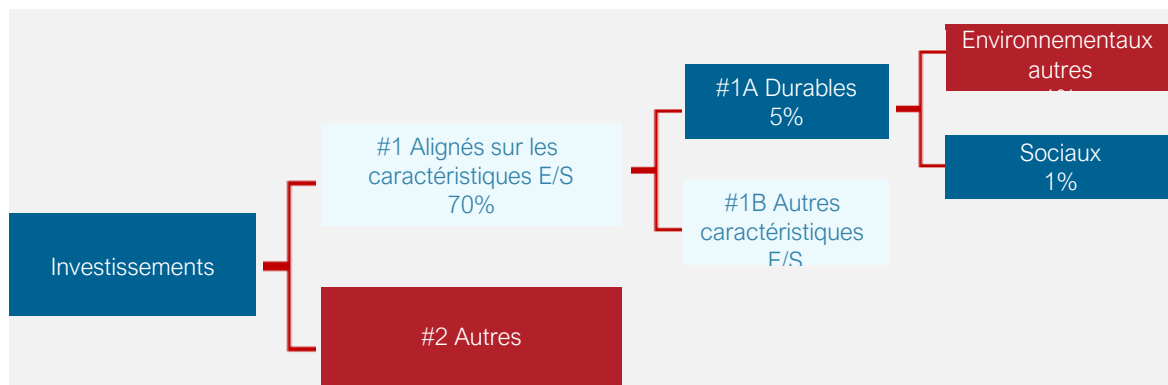 Investissements
#1 Alignés sur les
caractéristiques E/S
70%
#2 Autres
#1A Durables
5%
#1B Autres
caractéristiques
E/S
Environnementaux
autres
Sociaux
1%